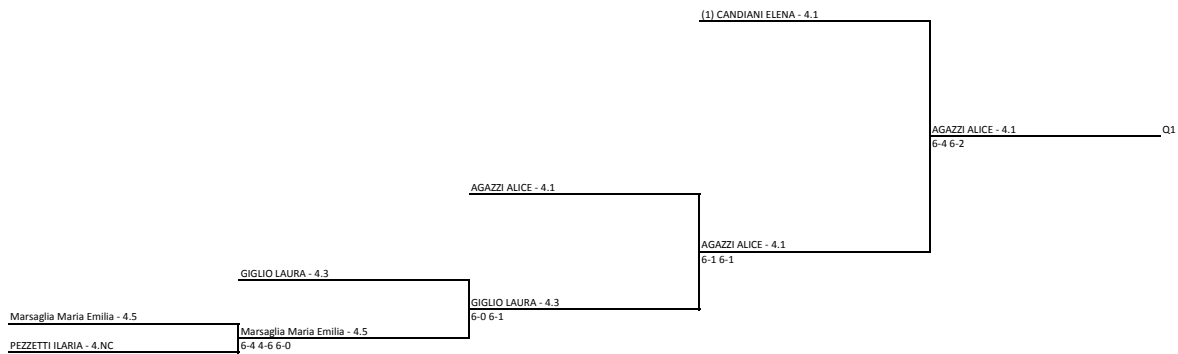 (1) CANDIANI ELENA - 4.1
AGAZZI ALICE - 4.1
Q1
6-4 6-2
AGAZZI ALICE - 4.1
AGAZZI ALICE - 4.1
6-1 6-1
GIGLIO LAURA - 4.3
GIGLIO LAURA - 4.3
6-0 6-1
Marsaglia Maria Emilia - 4.5
Marsaglia Maria Emilia - 4.5
PEZZETTI ILARIA - 4.NC
6-4 4-6 6-0